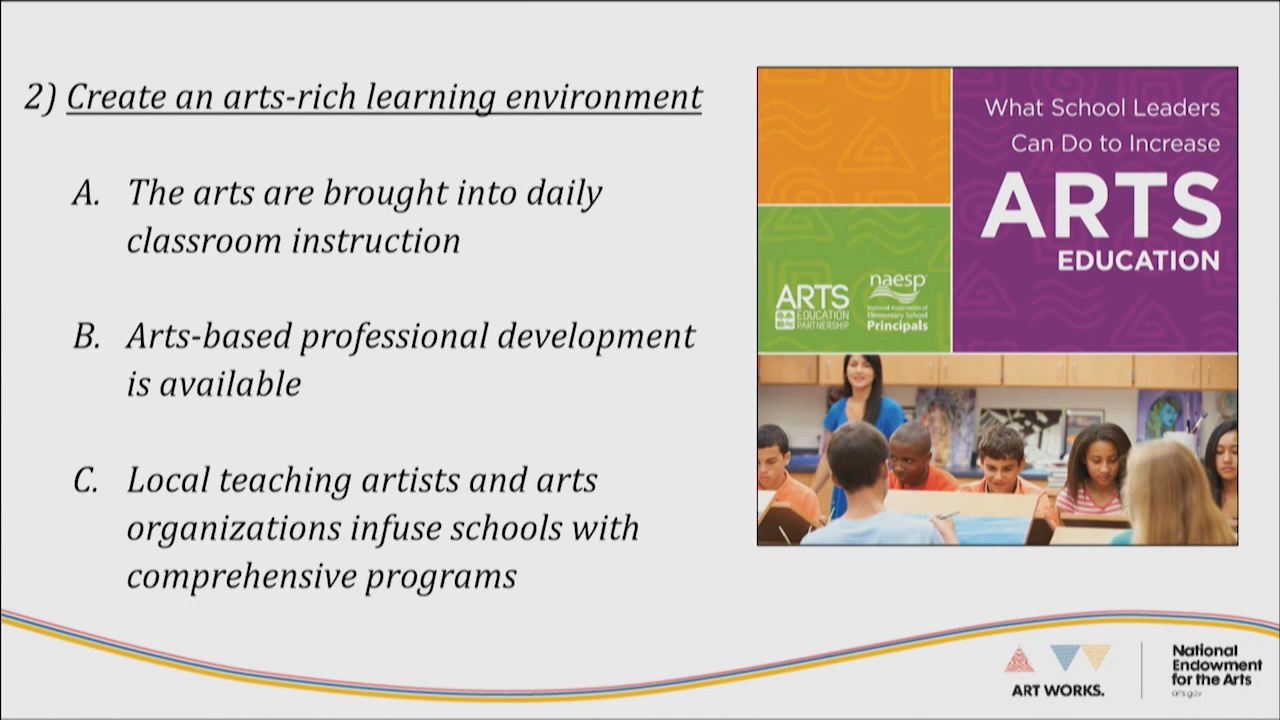 2) Create an arts-rich learning environment
A. The arts are brought into daily
classroom instruction
B. Arts-based professional development
is available
C. Local teaching artists and arts
organizations infuse schools with
comprehensive programs
What School Leaders
Can Do to Increase
ARTS
EDUCATION
ARTS
EDUCATION
PARTNERSHIP
naesp
National Association of
Elementary School
Principals
ART WORKS.
National
Endowment
for the Arts
arts.gov